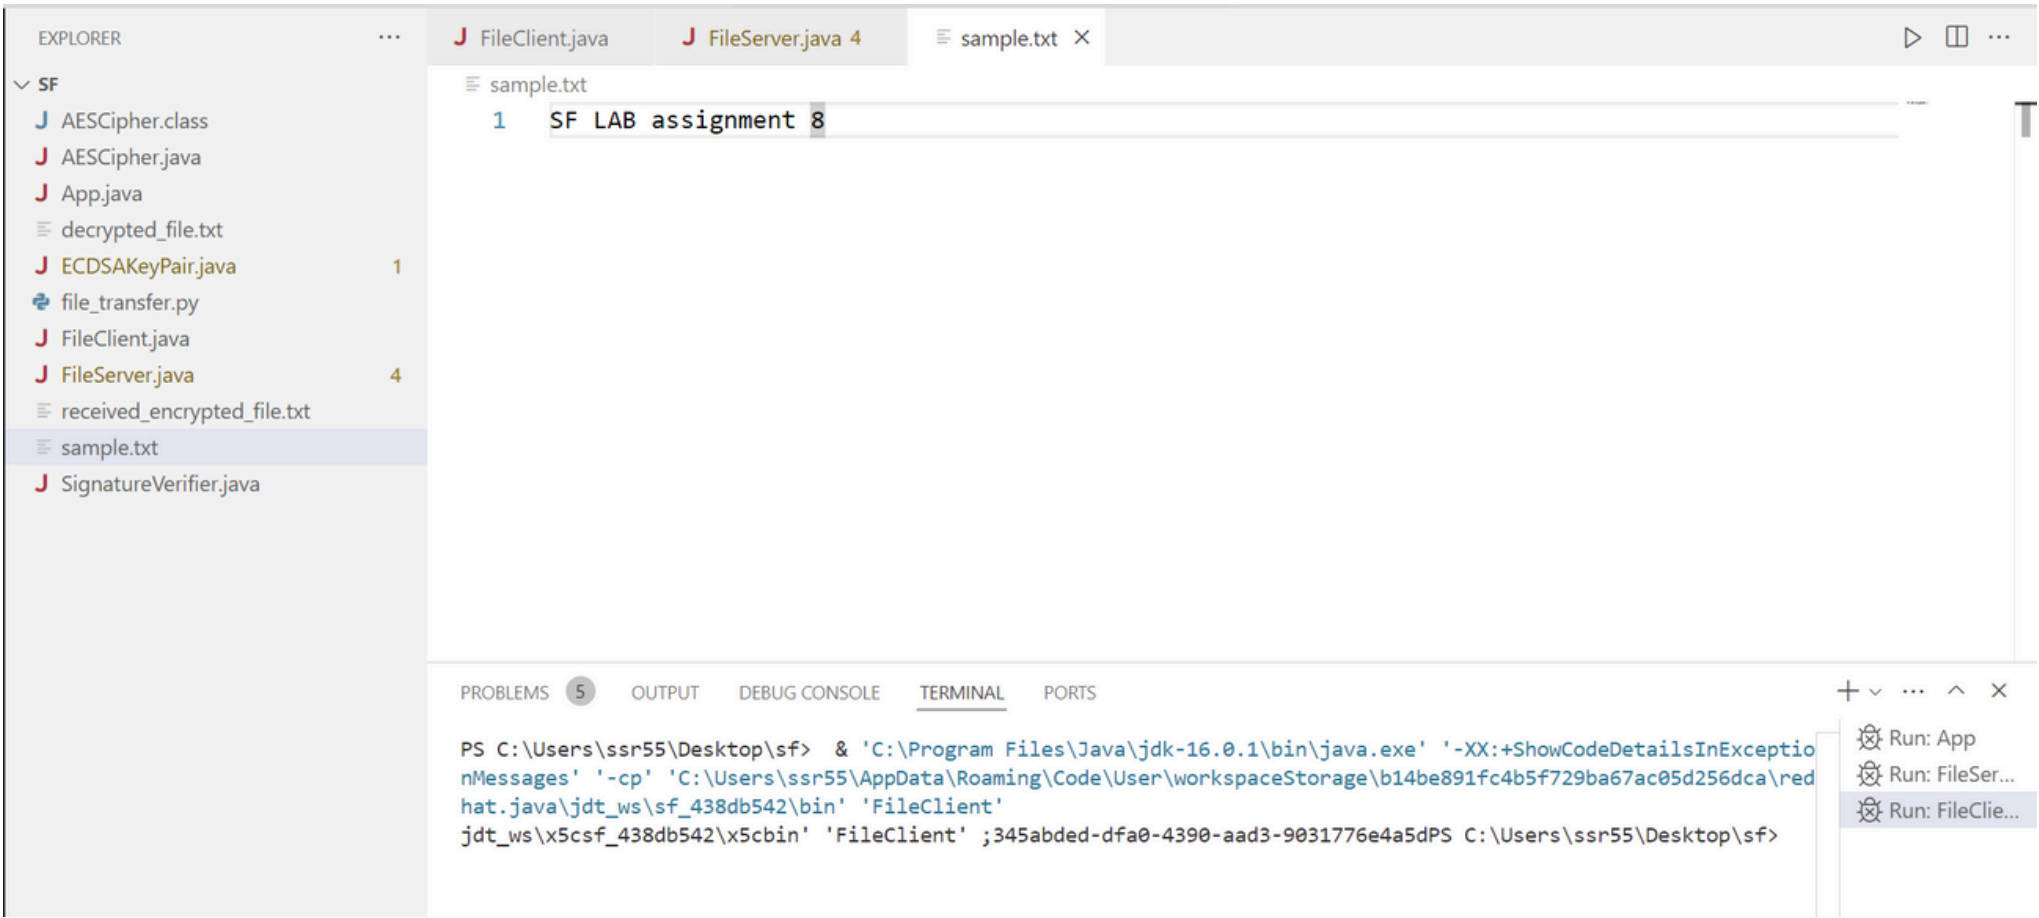 EXPLORER ···
SF
J AESCipher.class
J AESCipher.java
J App.java
decrypted_file.txt
J ECDSAKeyPair.java 1
file_transfer.py
J FileClient.java
J FileServer.java 4
received_encrypted_file.txt
sample.txt
J SignatureVerifier.java
J FileClient.java J FileServer.java 4 sample.txt ×
sample.txt
1 SF LAB assignment 8
PROBLEMS 5 OUTPUT DEBUG CONSOLE TERMINAL PORTS
PS C:\Users\ssr55\Desktop\sf>  & 'C:\Program Files\Java\jdk-16.0.1\bin\java.exe' '-XX:+ShowCodeDetailsInExceptio
nMessages' '-cp' 'C:\Users\ssr55\AppData\Roaming\Code\User\workspaceStorage\b14be891fc4b5f729ba67ac05d256dca\red
hat.java\jdt_ws\sf_438db542\bin' 'FileClient'
jdt_ws\x5csf_438db542\x5cbin' 'FileClient' ;345abded-dfa0-4390-aad3-9031776e4a5dPS C:\Users\ssr55\Desktop\sf>
Run: App
Run: FileSer...
Run: FileClie...